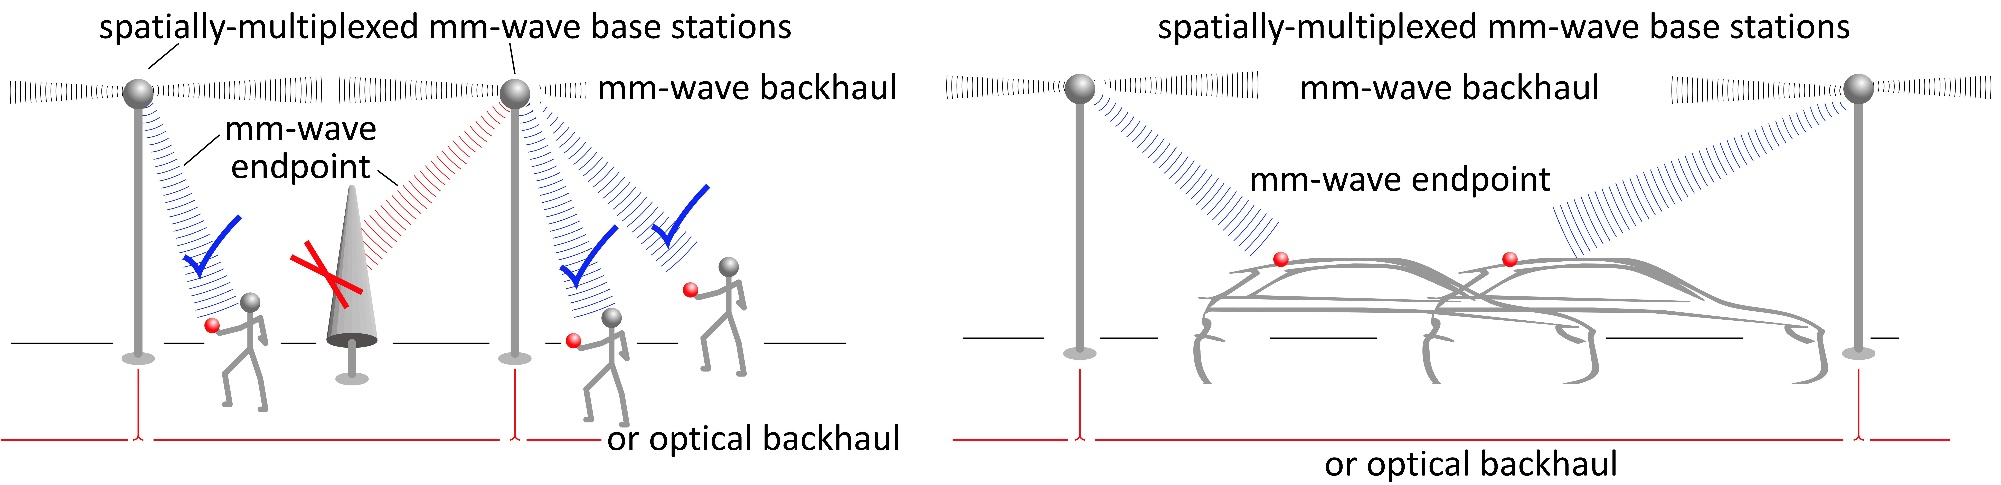 spatially-multiplexed mm-wave base stations
mm-wave backhaul
mm-wave
endpoint
or optical backhaul
spatially-multiplexed mm-wave base stations
mm-wave backhaul
mm-wave endpoint
or optical backhaul